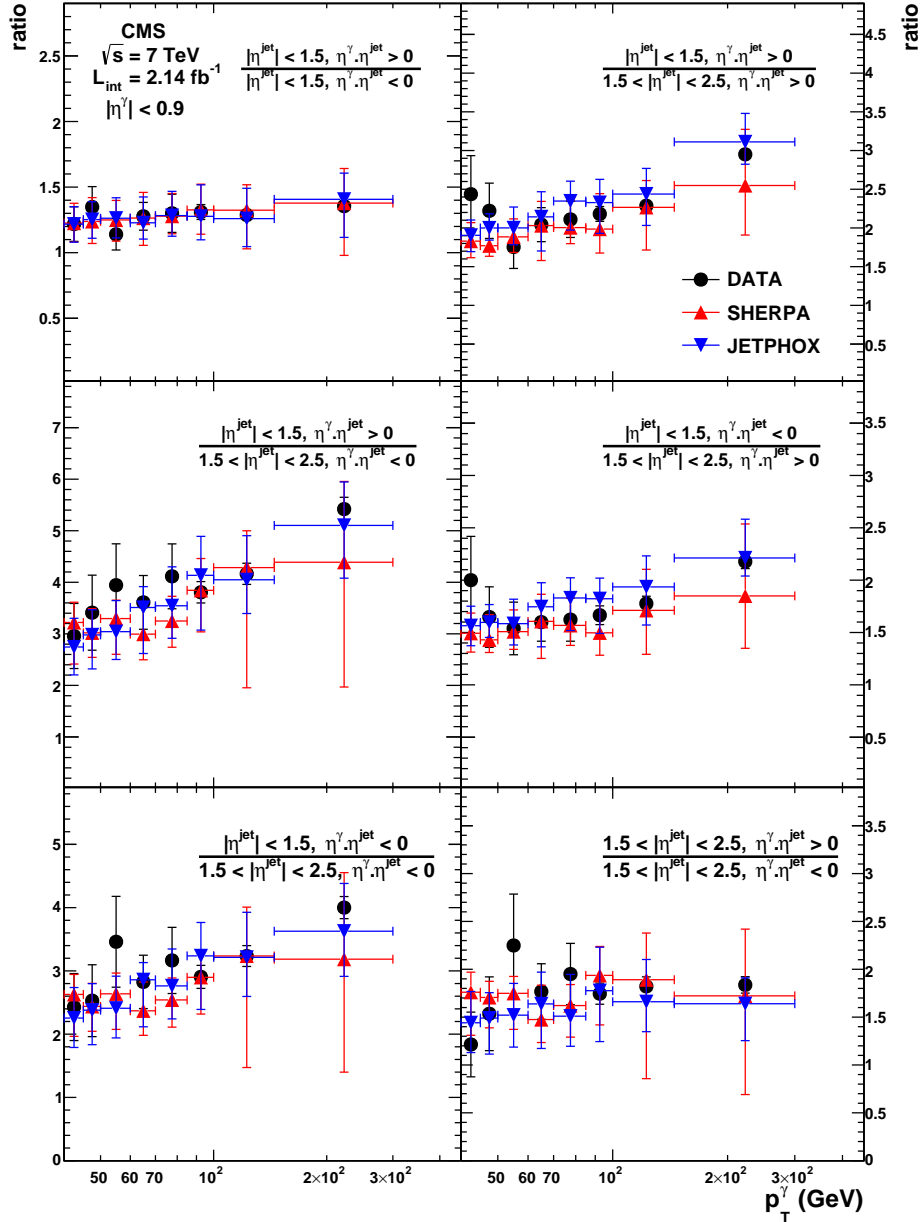 ratio
ratio
CMS
√s = 7 TeV
L_int = 2.14 fb⁻¹
|η^γ| < 0.9
|η^jet| < 1.5, η^γ.η^jet > 0
|η^jet| < 1.5, η^γ.η^jet < 0
2.5
2
1.5
1
0.5
|η^jet| < 1.5, η^γ.η^jet > 0
1.5 < |η^jet| < 2.5, η^γ.η^jet > 0
DATA
SHERPA
JETPHOX
4.5
4
3.5
3
2.5
2
1.5
1
0.5
|η^jet| < 1.5, η^γ.η^jet > 0
1.5 < |η^jet| < 2.5, η^γ.η^jet < 0
7
6
5
4
3
2
1
|η^jet| < 1.5, η^γ.η^jet < 0
1.5 < |η^jet| < 2.5, η^γ.η^jet > 0
3.5
3
2.5
2
1.5
1
0.5
|η^jet| < 1.5, η^γ.η^jet < 0
1.5 < |η^jet| < 2.5, η^γ.η^jet < 0
5
4
3
2
1
0
1.5 < |η^jet| < 2.5, η^γ.η^jet > 0
1.5 < |η^jet| < 2.5, η^γ.η^jet < 0
3.5
3
2.5
2
1.5
1
0.5
0
50 60 70 10² 2×10²
50 60 70 10² 2×10² 3×10²
p_T^γ (GeV)